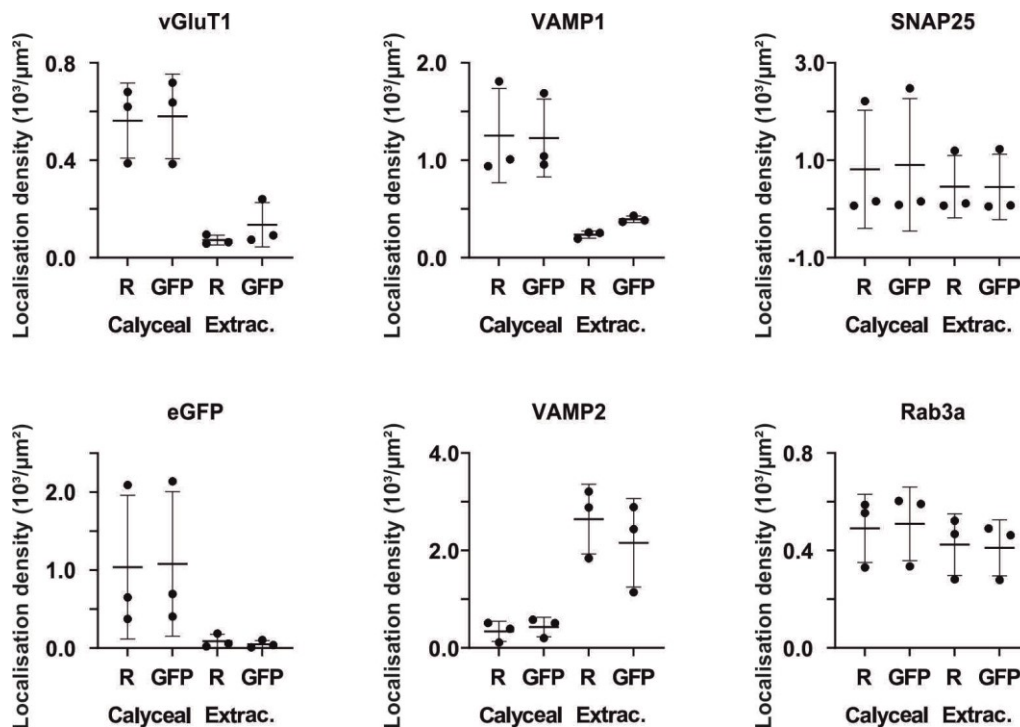 vGluT1
Localisation density (10³/µm²)
0.8
0.4
0.0
R GFP R GFP
Calyceal Extrac.
VAMP1
Localisation density (10³/µm²)
2.0
1.0
0.0
R GFP R GFP
Calyceal Extrac.
SNAP25
Localisation density (10³/µm²)
3.0
1.0
-1.0
R GFP R GFP
Calyceal Extrac.
eGFP
Localisation density (10³/µm²)
2.0
1.0
0.0
R GFP R GFP
Calyceal Extrac.
VAMP2
Localisation density (10³/µm²)
4.0
2.0
0.0
R GFP R GFP
Calyceal Extrac.
Rab3a
Localisation density (10³/µm²)
0.8
0.4
0.0
R GFP R GFP
Calyceal Extrac.